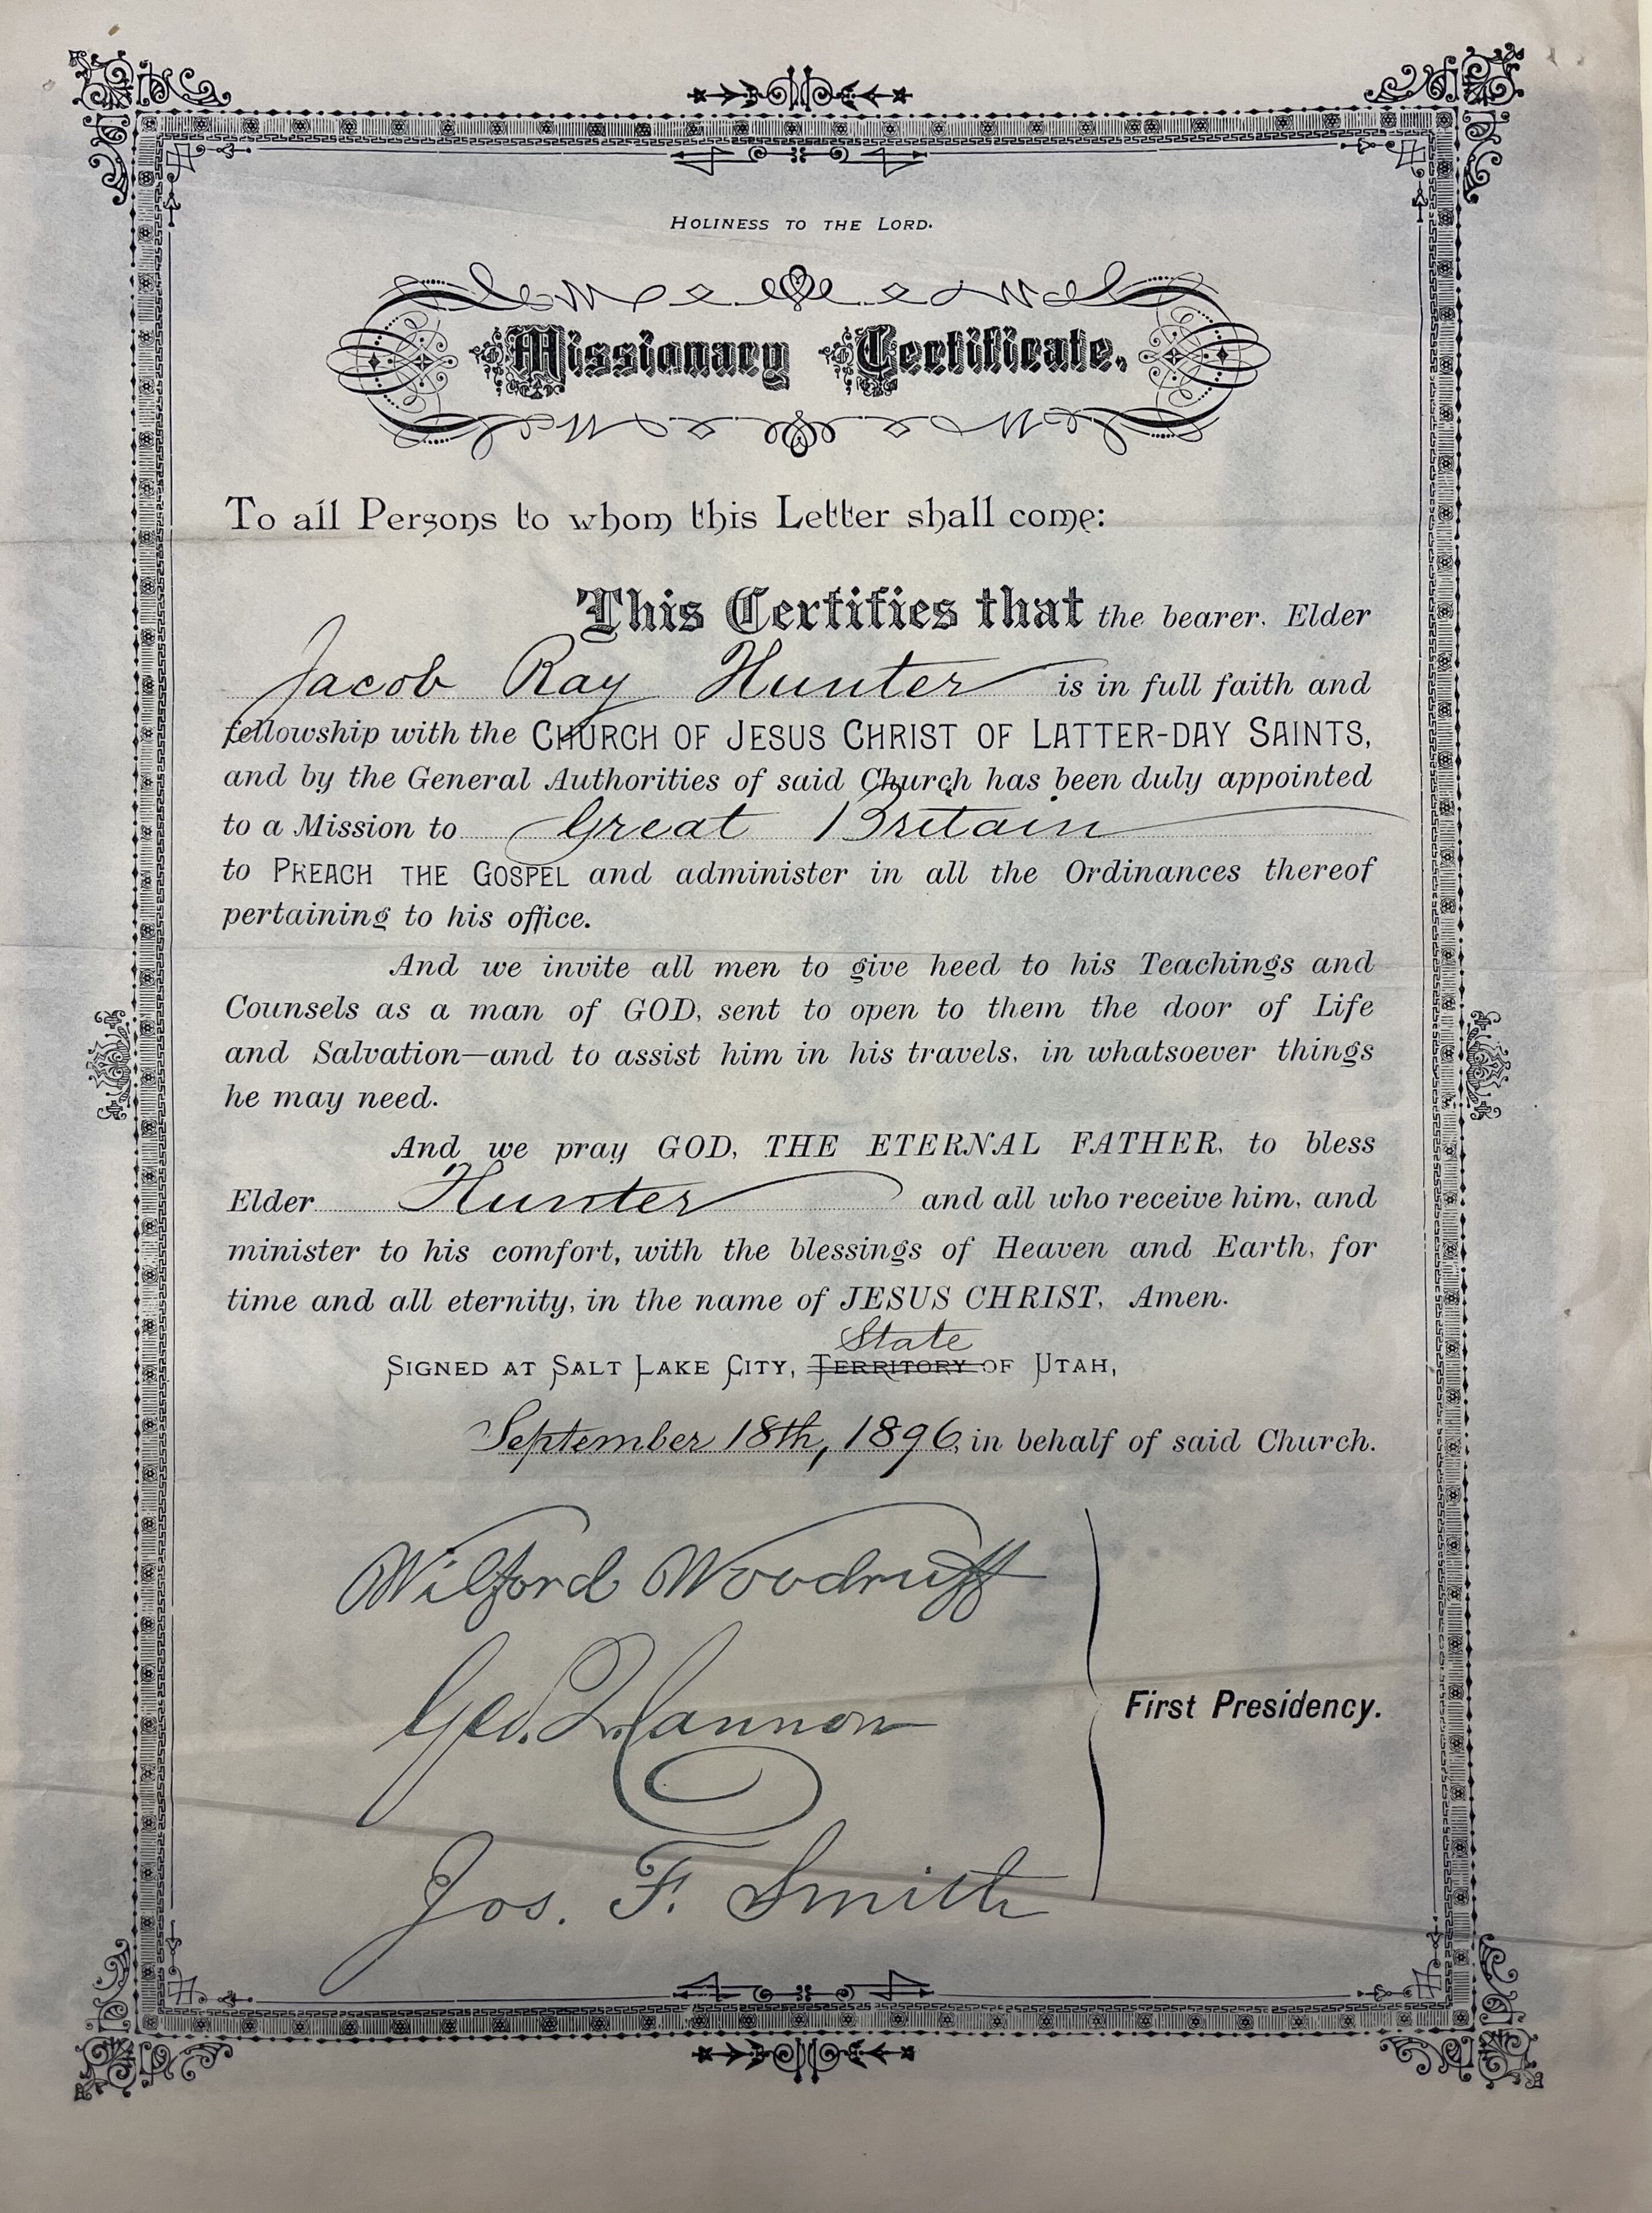 HOLINESS TO THE LORD.
Missionary Certificate.
To all Persons to whom this Letter shall come:
This Certifies that the bearer, Elder
Jacob Ray Hunter is in full faith and
fellowship with the CHURCH OF JESUS CHRIST OF LATTER-DAY SAINTS,
and by the General Authorities of said Church has been duly appointed
to a Mission to Great Britain
to PREACH THE GOSPEL and administer in all the Ordinances thereof
pertaining to his office.
And we invite all men to give heed to his Teachings and
Counsels as a man of GOD, sent to open to them the door of Life
and Salvation—and to assist him in his travels, in whatsoever things
he may need.
And we pray GOD, THE ETERNAL FATHER, to bless
Elder Hunter and all who receive him, and
minister to his comfort, with the blessings of Heaven and Earth, for
time and all eternity, in the name of JESUS CHRIST, Amen.
State
SIGNED AT SALT LAKE CITY, TERRITORY OF UTAH,
September 18th, 1896, in behalf of said Church.
Wilford Woodruff
Geo. Q. Cannon
First Presidency.
Jos. F. Smith